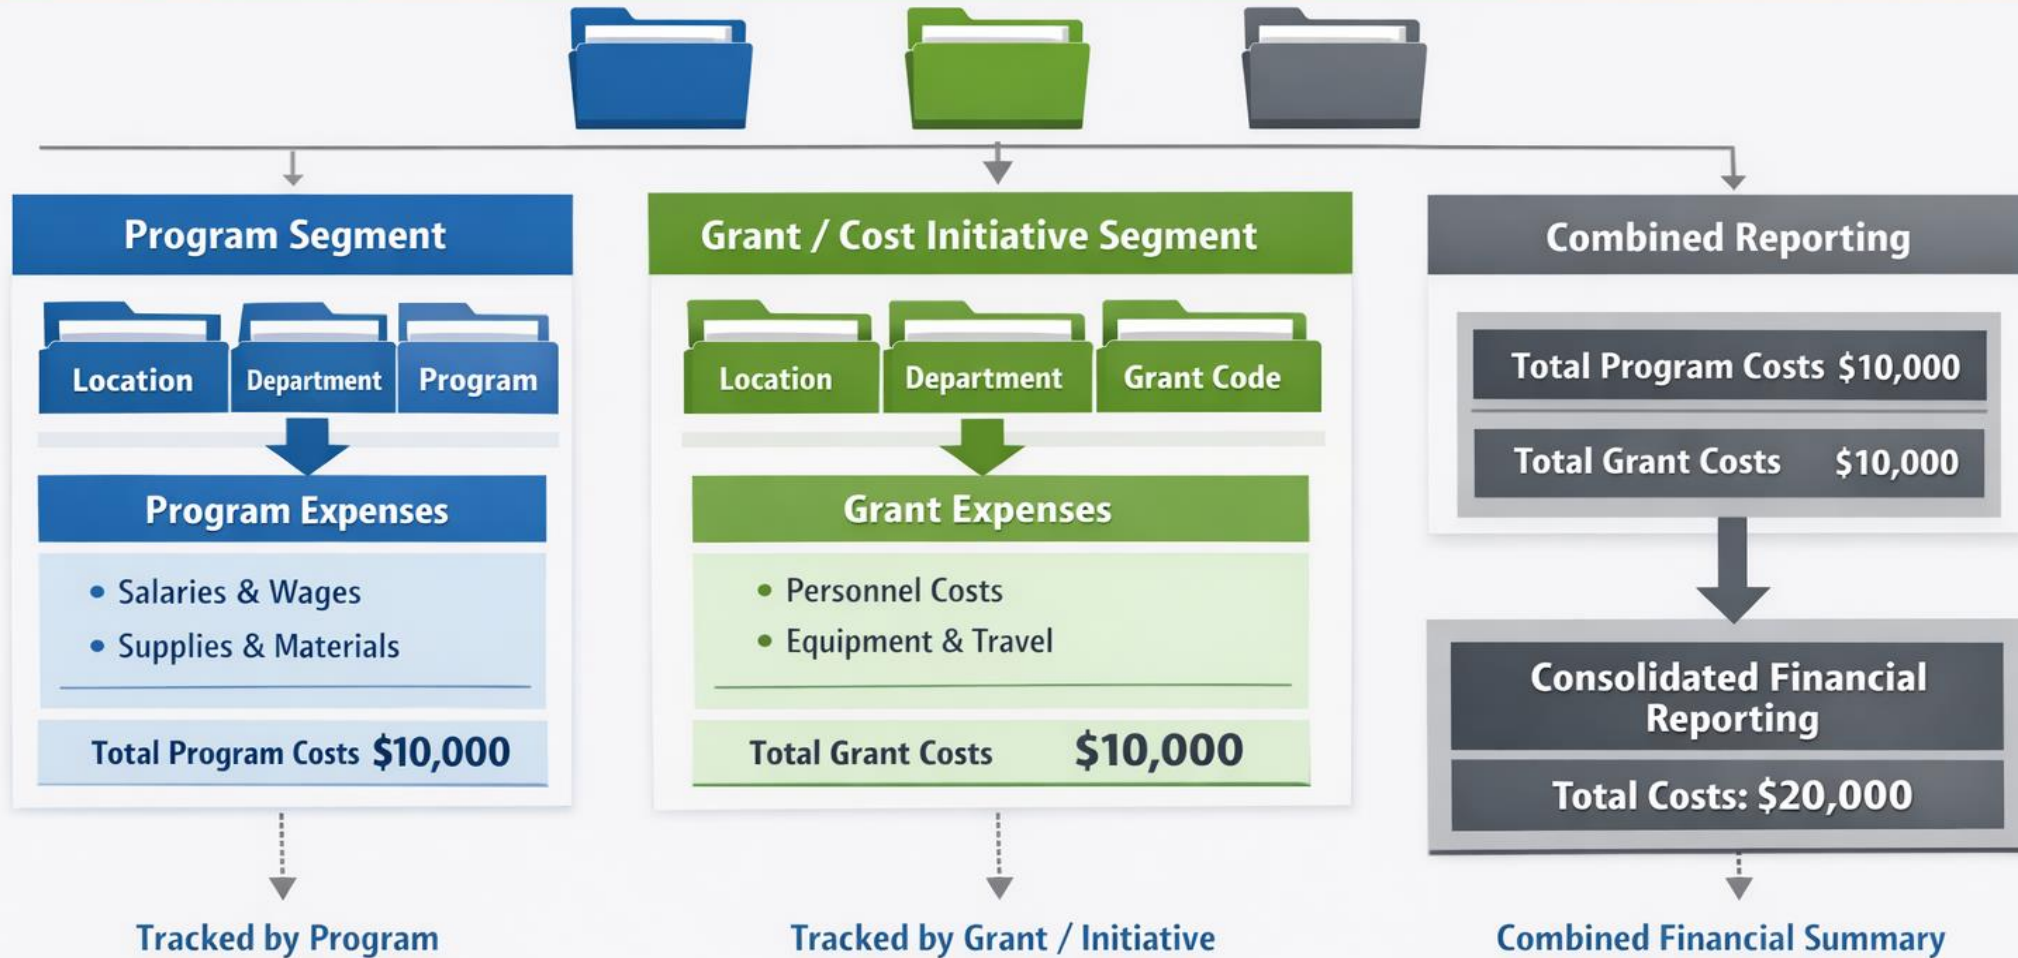 Program Segment
Location
Department
Program
Program Expenses
• Salaries & Wages
• Supplies & Materials
Total Program Costs $10,000
Tracked by Program
Grant / Cost Initiative Segment
Location
Department
Grant Code
Grant Expenses
• Personnel Costs
• Equipment & Travel
Total Grant Costs $10,000
Tracked by Grant / Initiative
Combined Reporting
Total Program Costs $10,000
Total Grant Costs $10,000
Consolidated Financial
Reporting
Total Costs: $20,000
Combined Financial Summary